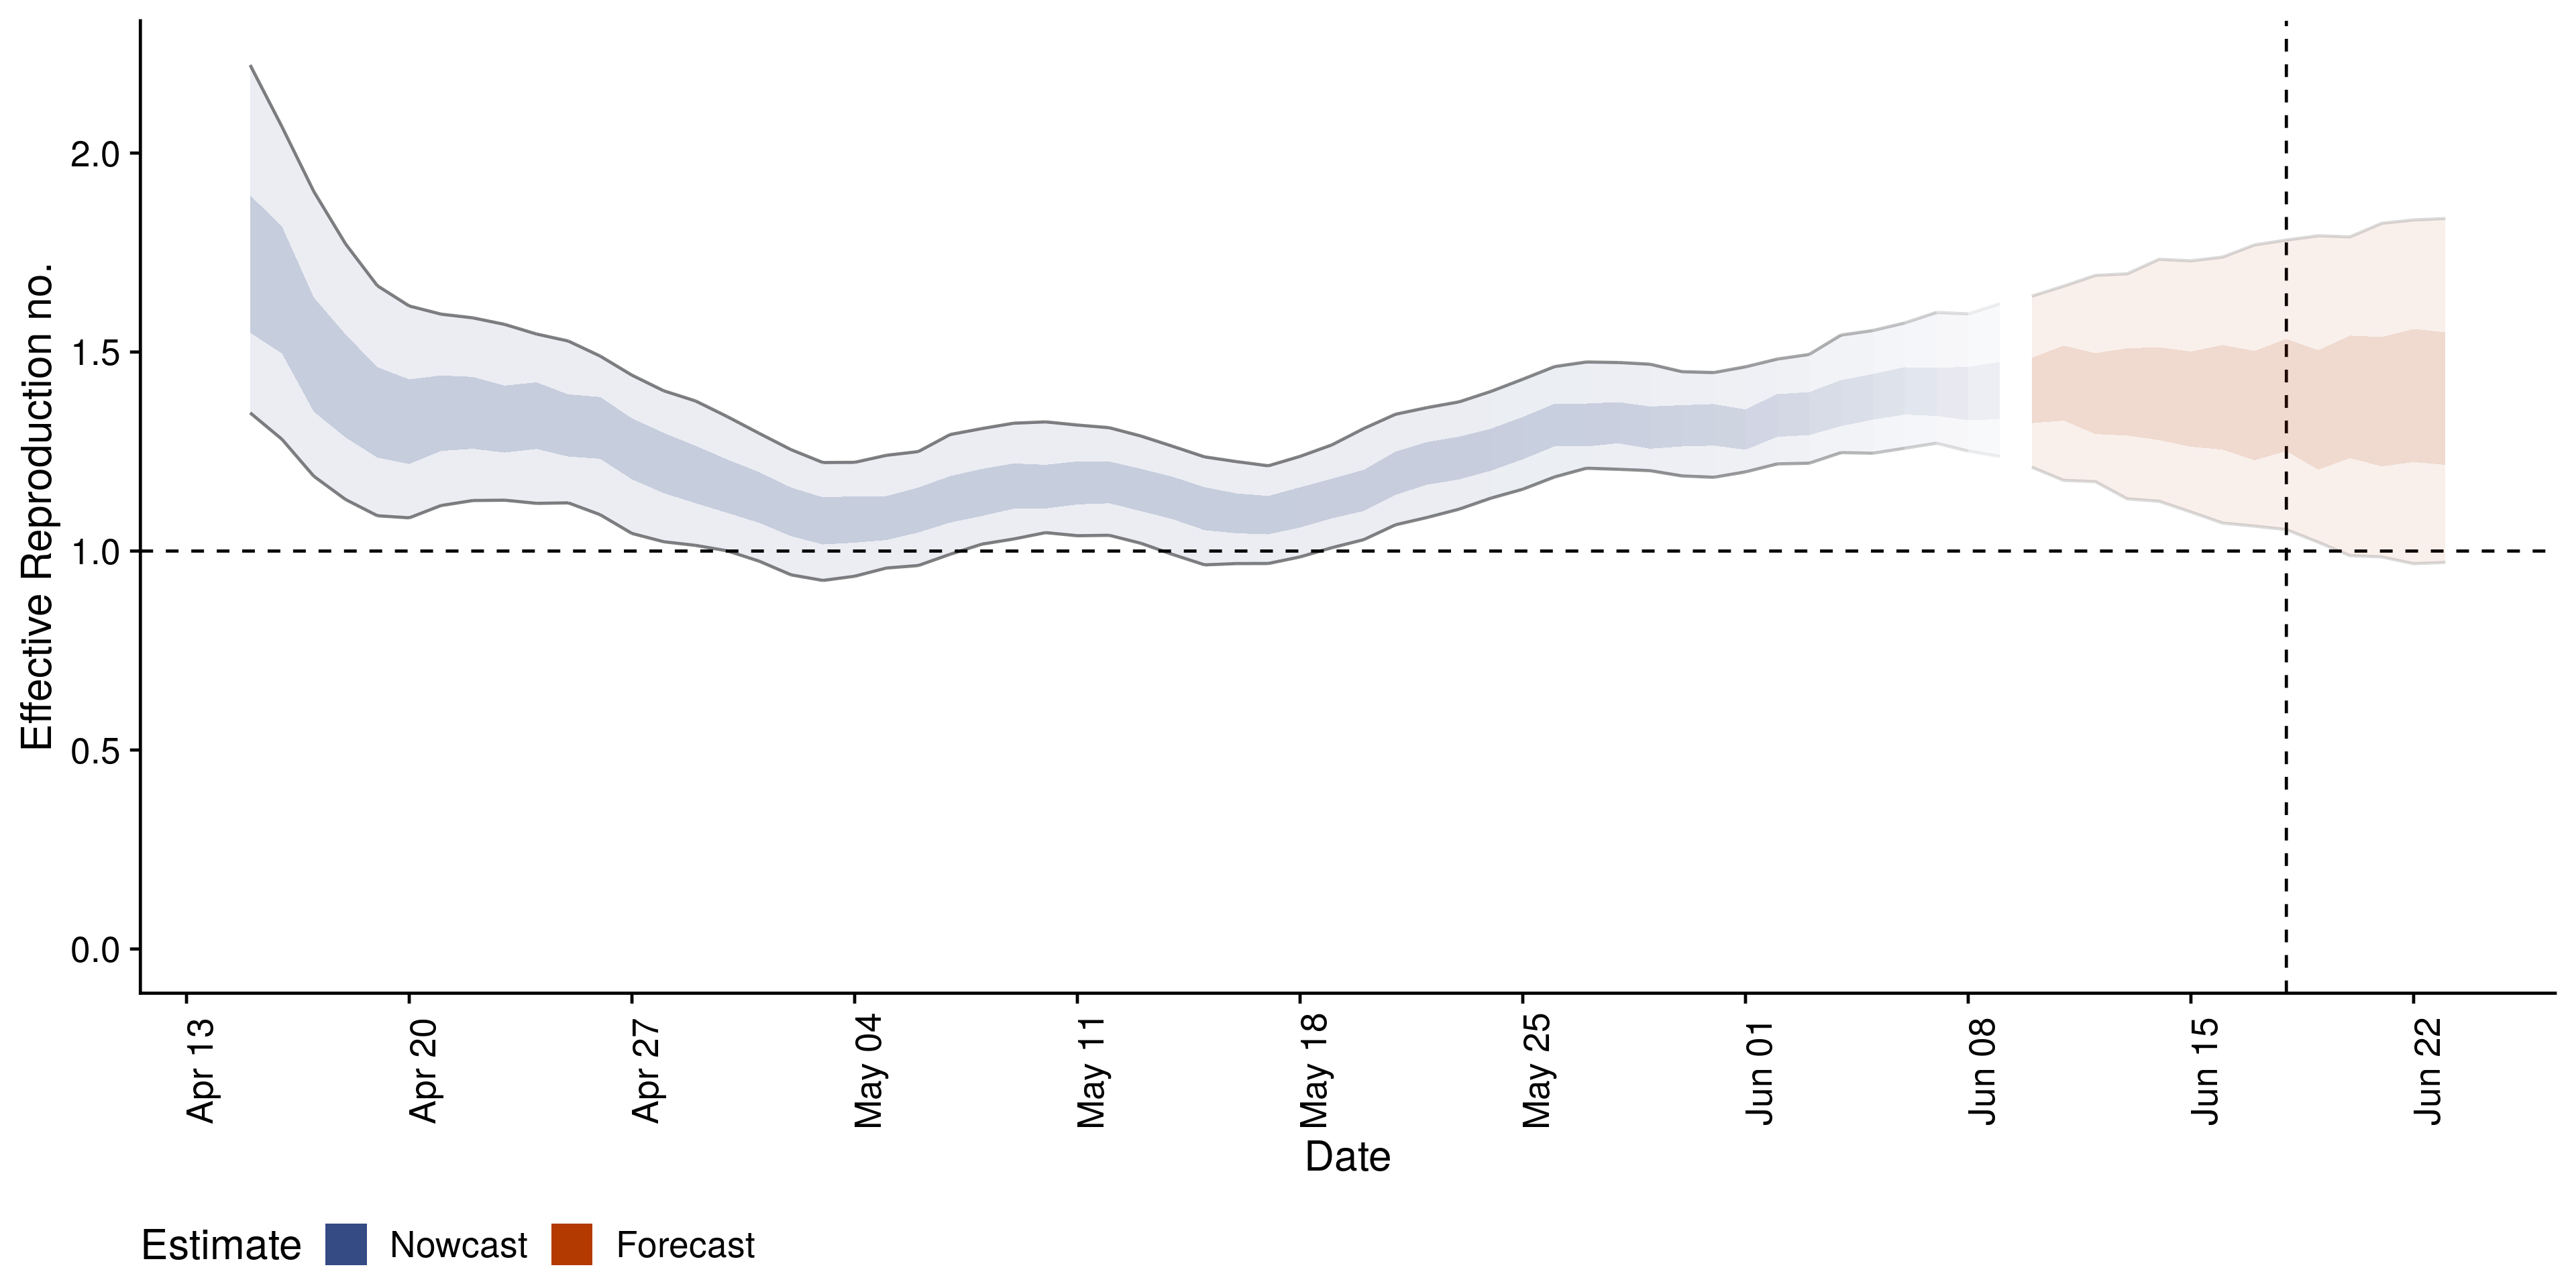 Effective Reproduction no.
2.0
1.5
1.0
0.5
0.0
Apr 13
Apr 20
Apr 27
May 04
May 11
May 18
May 25
Jun 01
Jun 08
Jun 15
Jun 22
Date
Estimate Nowcast Forecast